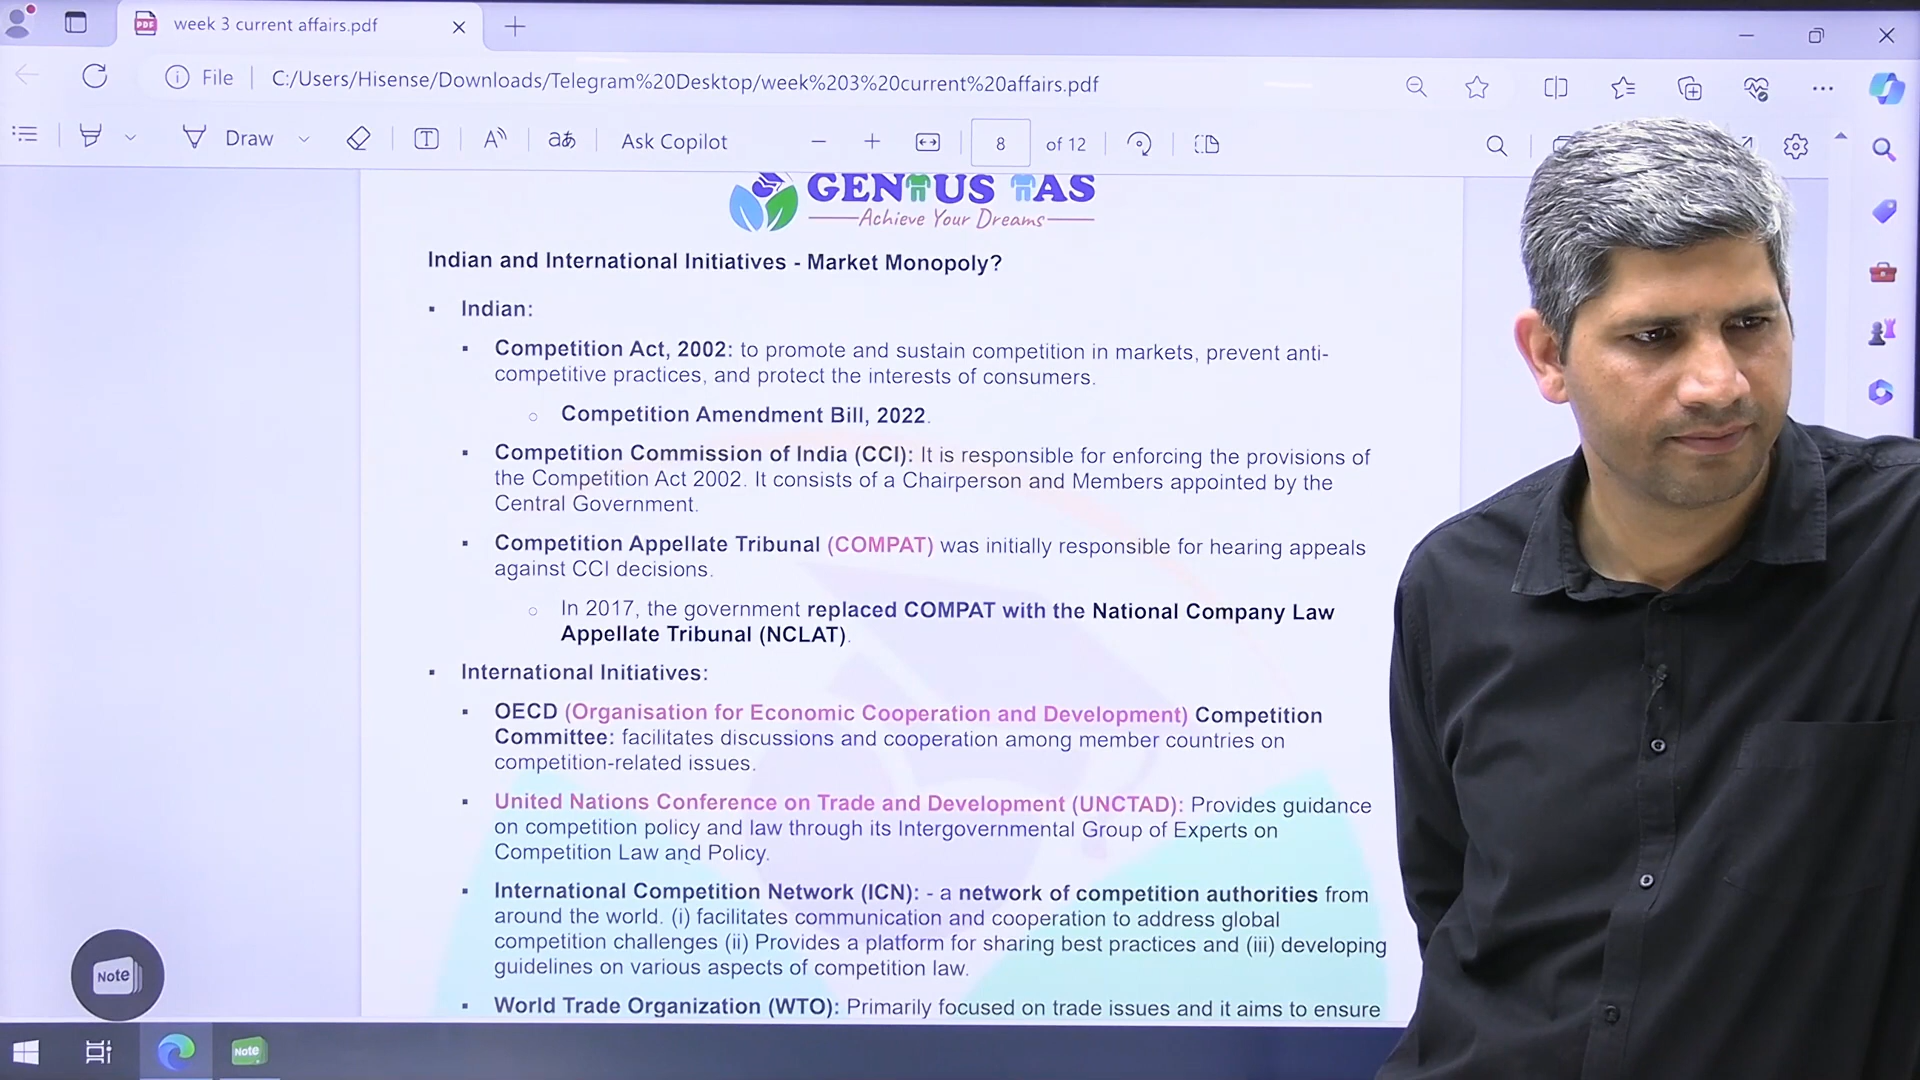 week 3 current affairs.pdf
File
C:/Users/Hisense/Downloads/Telegram%20Desktop/week%203%20current%20affairs.pdf
Draw
T
A
aあ
Ask Copilot
8
of 12
GENIUS IAS
Achieve Your Dreams
Indian and International Initiatives - Market Monopoly?
▪ Indian:
▪ Competition Act, 2002: to promote and sustain competition in markets, prevent anti-
competitive practices, and protect the interests of consumers.
○ Competition Amendment Bill, 2022.
▪ Competition Commission of India (CCI): It is responsible for enforcing the provisions of
the Competition Act 2002. It consists of a Chairperson and Members appointed by the
Central Government.
▪ Competition Appellate Tribunal (COMPAT) was initially responsible for hearing appeals
against CCI decisions.
○ In 2017, the government replaced COMPAT with the National Company Law
Appellate Tribunal (NCLAT).
▪ International Initiatives:
▪ OECD (Organisation for Economic Cooperation and Development) Competition
Committee: facilitates discussions and cooperation among member countries on
competition-related issues.
▪ United Nations Conference on Trade and Development (UNCTAD): Provides guidance
on competition policy and law through its Intergovernmental Group of Experts on
Competition Law and Policy.
▪ International Competition Network (ICN): - a network of competition authorities from
around the world. (i) facilitates communication and cooperation to address global
competition challenges (ii) Provides a platform for sharing best practices and (iii) developing
guidelines on various aspects of competition law.
▪ World Trade Organization (WTO): Primarily focused on trade issues and it aims to ensure
Note
Note